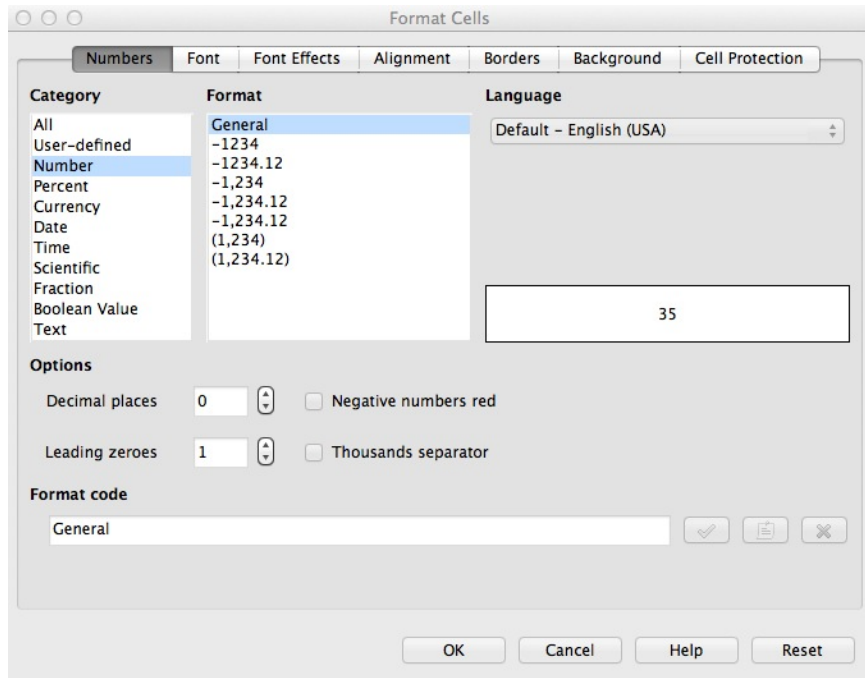 Format Cells
Numbers Font Font Effects Alignment Borders Background Cell Protection
Category
All
User-defined
Number
Percent
Currency
Date
Time
Scientific
Fraction
Boolean Value
Text
Format
General
-1234
-1234.12
-1,234
-1,234.12
-1,234.12
(1,234)
(1,234.12)
Language
Default - English (USA)
35
Options
Decimal places 0 Negative numbers red
Leading zeroes 1 Thousands separator
Format code
General
OK Cancel Help Reset